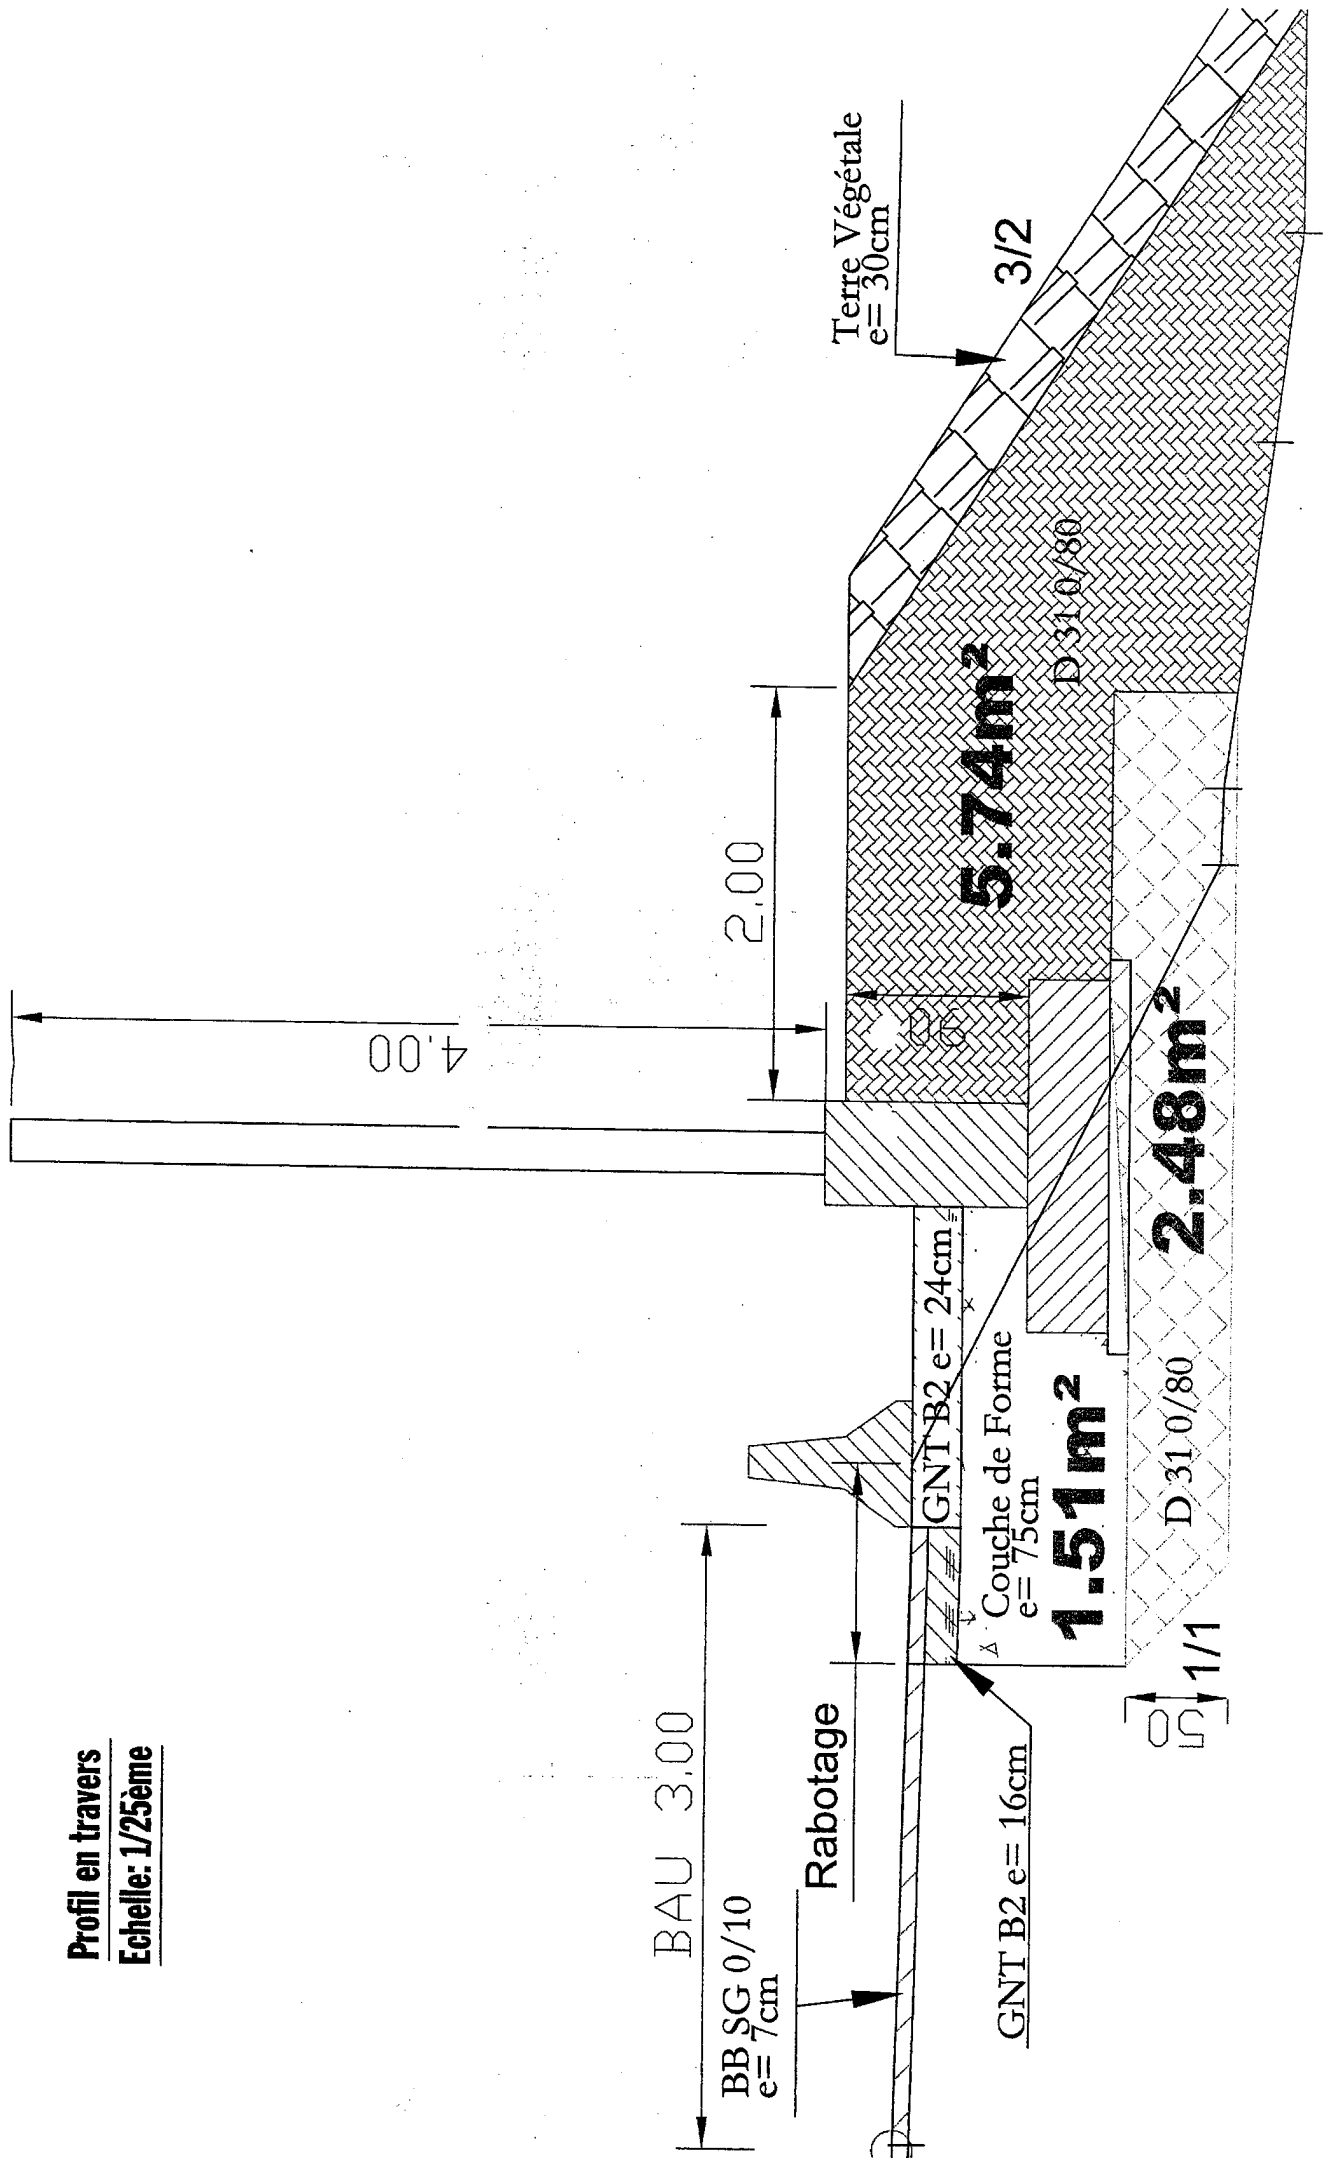 Profil en travers
Echelle: 1/25ème
4.00
2.00
BAU 3.00
BB SG 0/10
e= 7cm
Rabotage
GNT B2 e= 16cm
GNT B2 e= 24cm
Couche de Forme
e= 75cm
1.51m²
50
1/1
D 31 0/80
2.48m²
90
5.74m²
D 31 0/80
Terre Végétale
e= 30cm
3/2